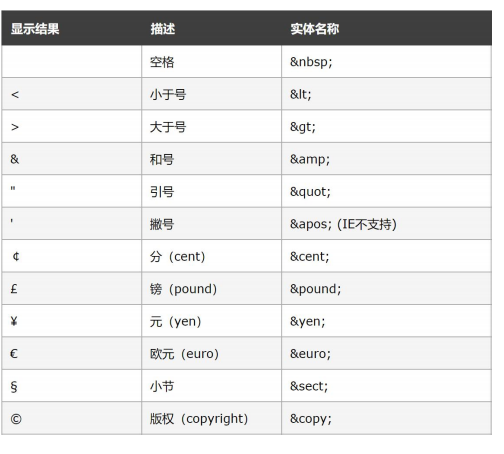 显示结果 描述 实体名称
空格 &nbsp;
< 小于号 &lt;
> 大于号 &gt;
& 和号 &amp;
" 引号 &quot;
' 撇号 &apos; (IE不支持)
¢ 分（cent） &cent;
£ 镑（pound） &pound;
¥ 元（yen） &yen;
€ 欧元（euro） &euro;
§ 小节 &sect;
© 版权（copyright） &copy;